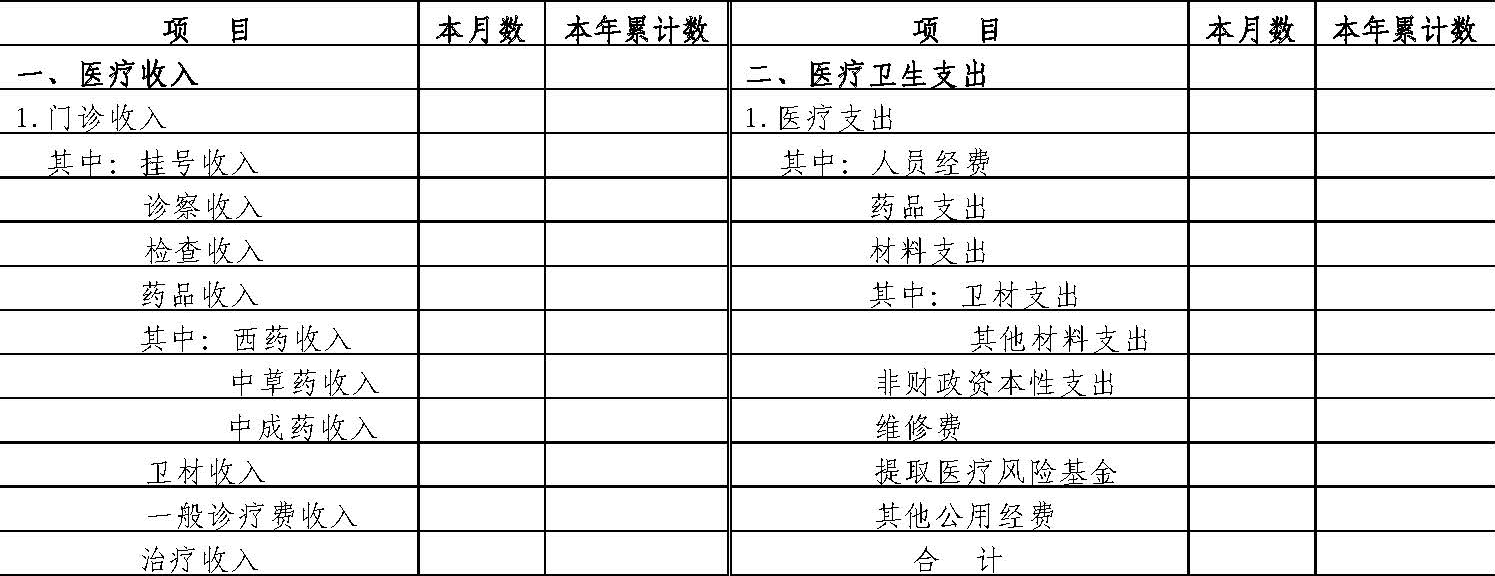 项 目 本月数 本年累计数 项 目 本月数 本年累计数
一、医疗收入 二、医疗卫生支出
1.门诊收入 1.医疗支出
其中：挂号收入 其中：人员经费
诊察收入 药品支出
检查收入 材料支出
药品收入 其中：卫材支出
其中：西药收入 其他材料支出
中草药收入 非财政资本性支出
中成药收入 维修费
卫材收入 提取医疗风险基金
一般诊疗费收入 其他公用经费
治疗收入 合 计